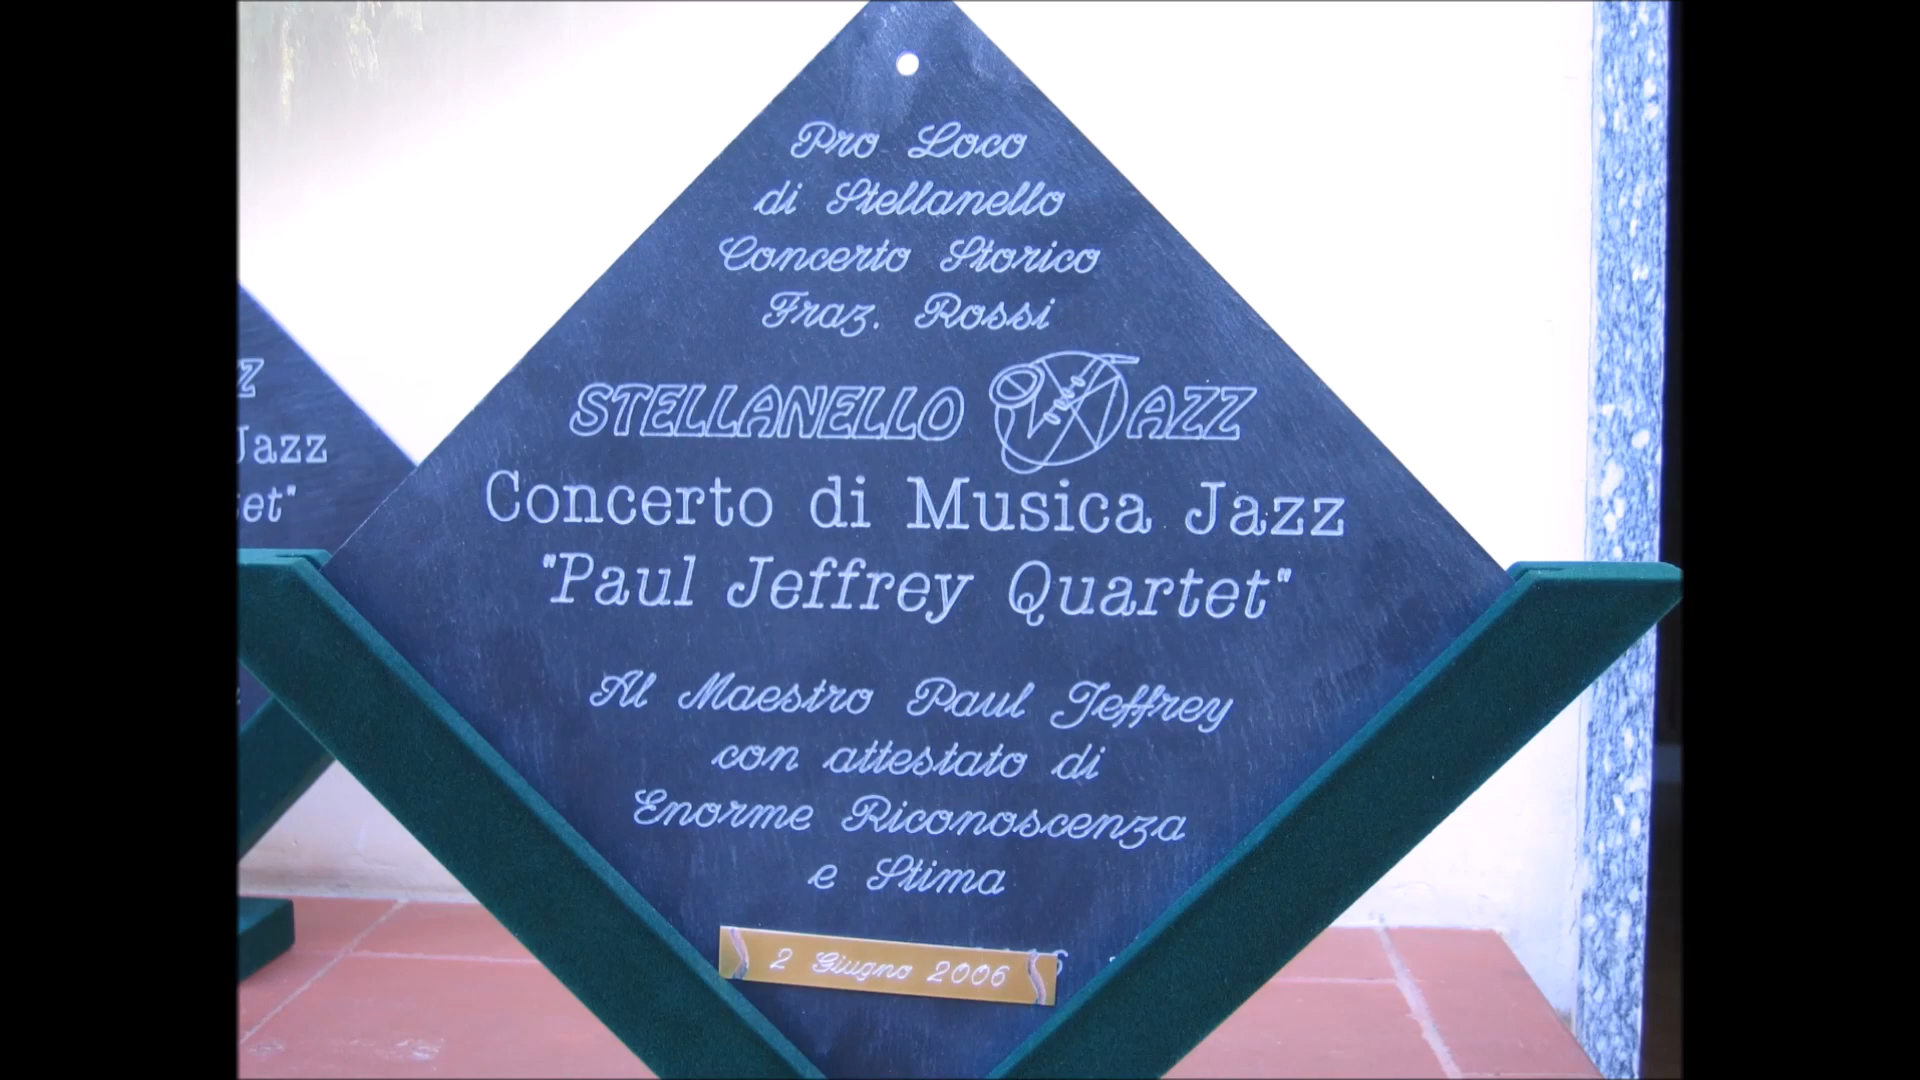 Pro Loco
di Stellanello
Concerto Storico
Fraz. Rossi
STELLANELLO JAZZ
Concerto di Musica Jazz
"Paul Jeffrey Quartet"
Al Maestro Paul Jeffrey
con attestato di
Enorme Riconoscenza
e Stima
2 Giugno 2006
Jazz